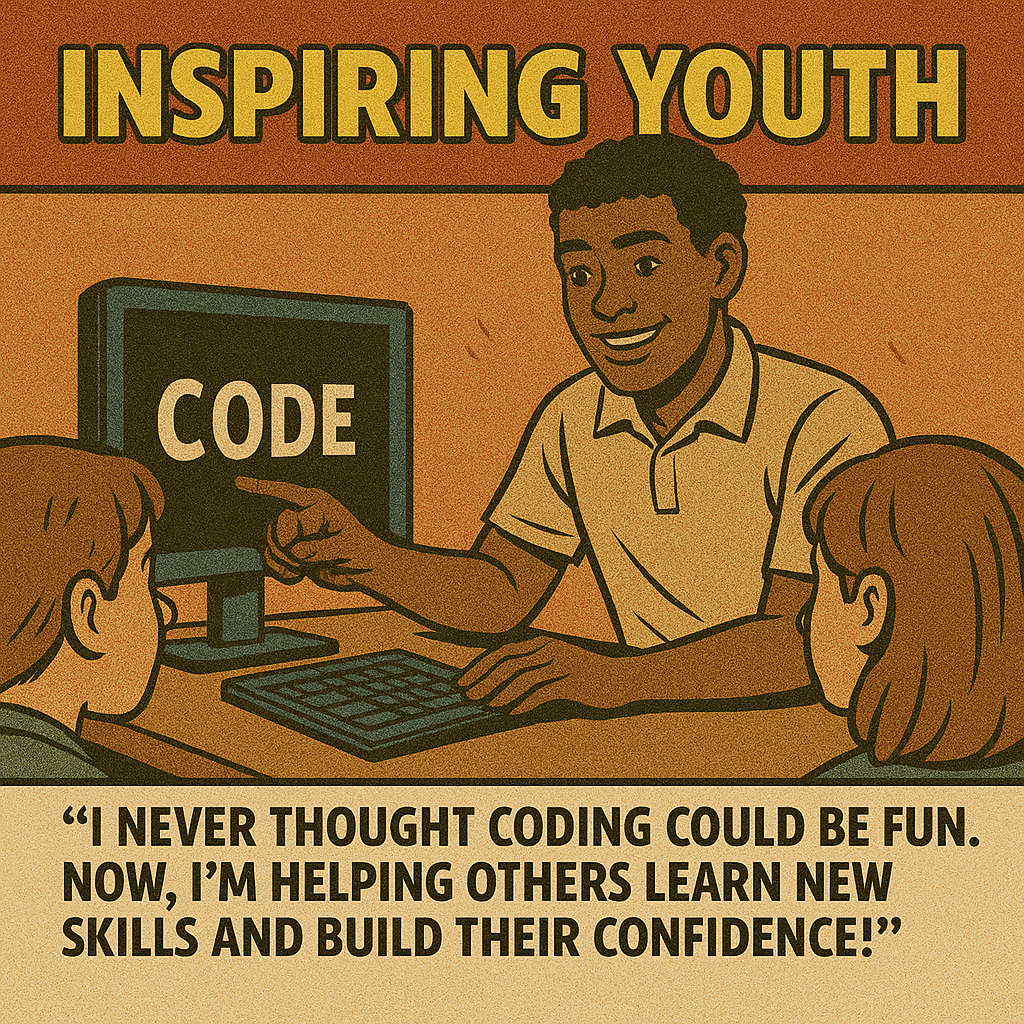 INSPIRING YOUTH
CODE
“I NEVER THOUGHT CODING COULD BE FUN.
NOW, I’M HELPING OTHERS LEARN NEW
SKILLS AND BUILD THEIR CONFIDENCE!”